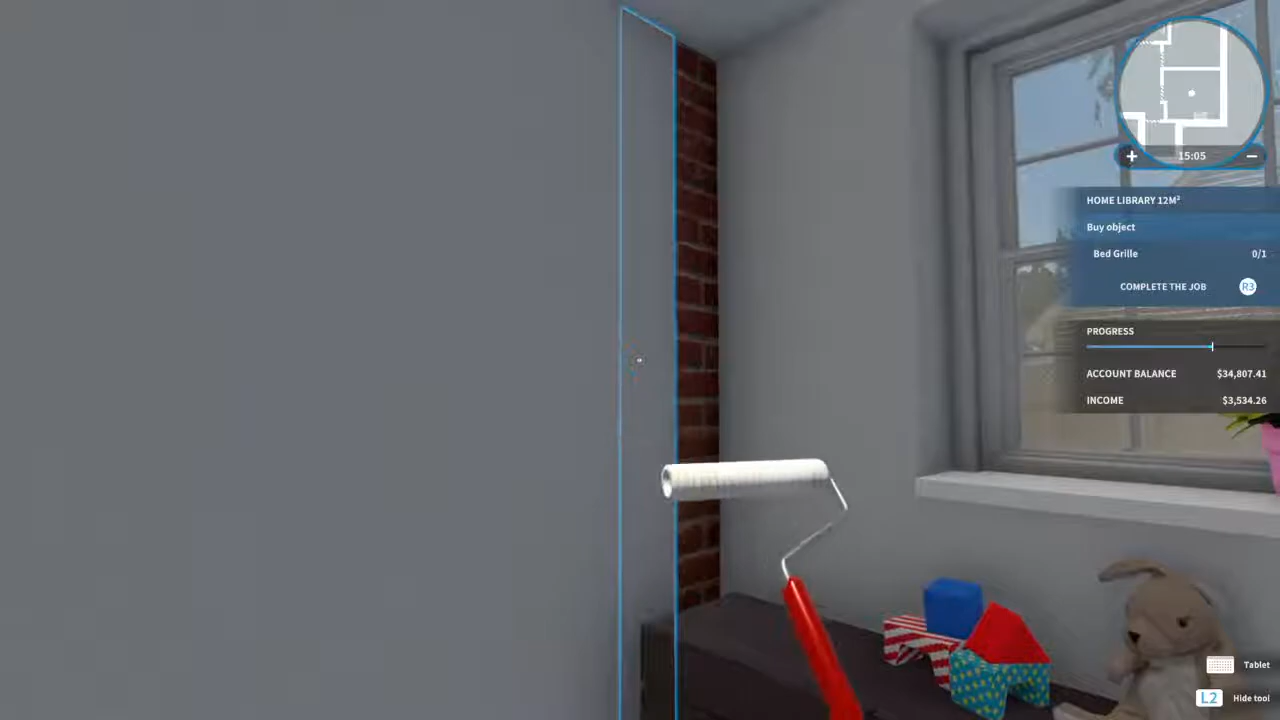 + 15:05 −
HOME LIBRARY 12M²
Buy object
Bed Grille 0/1
COMPLETE THE JOB R3
PROGRESS
ACCOUNT BALANCE $34,807.41
INCOME $3,534.26
Tablet
L2 Hide tool